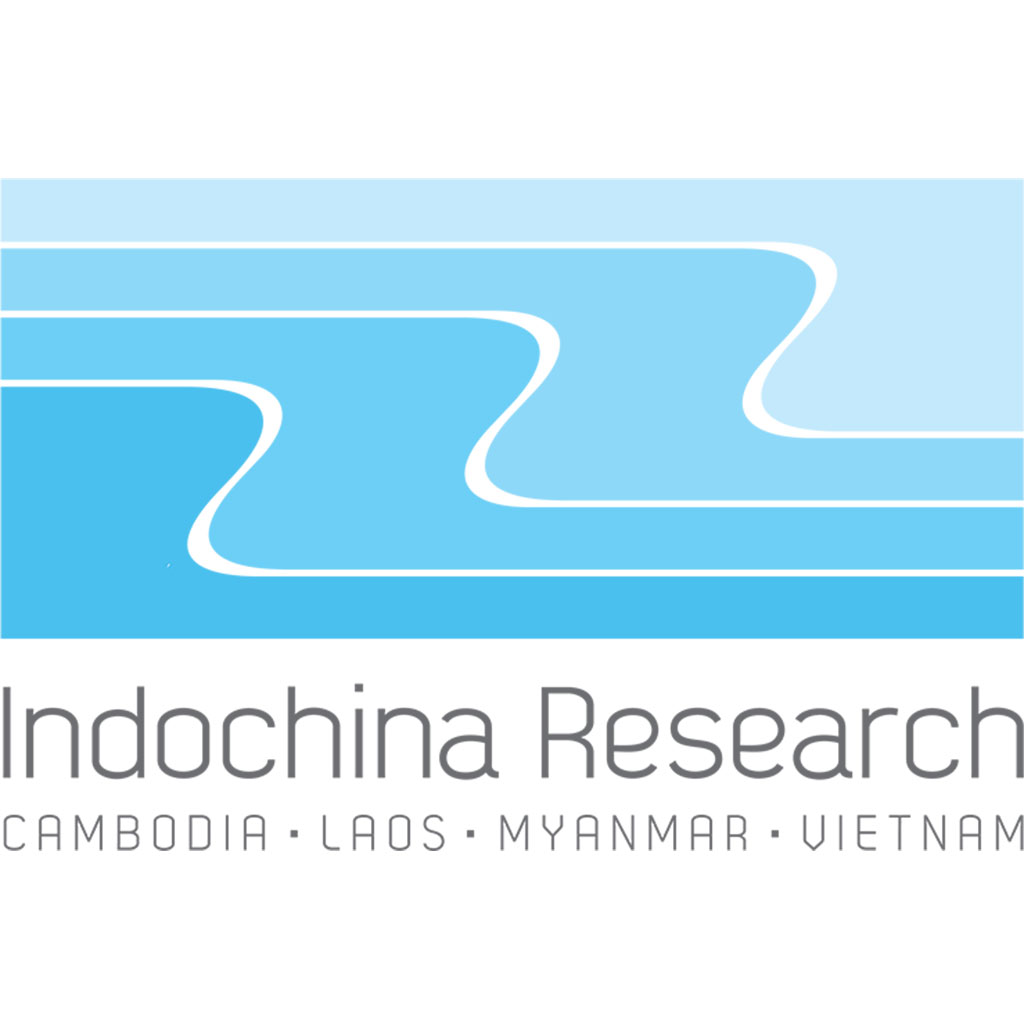 Indochina Research
CAMBODIA · LAOS · MYANMAR · VIETNAM